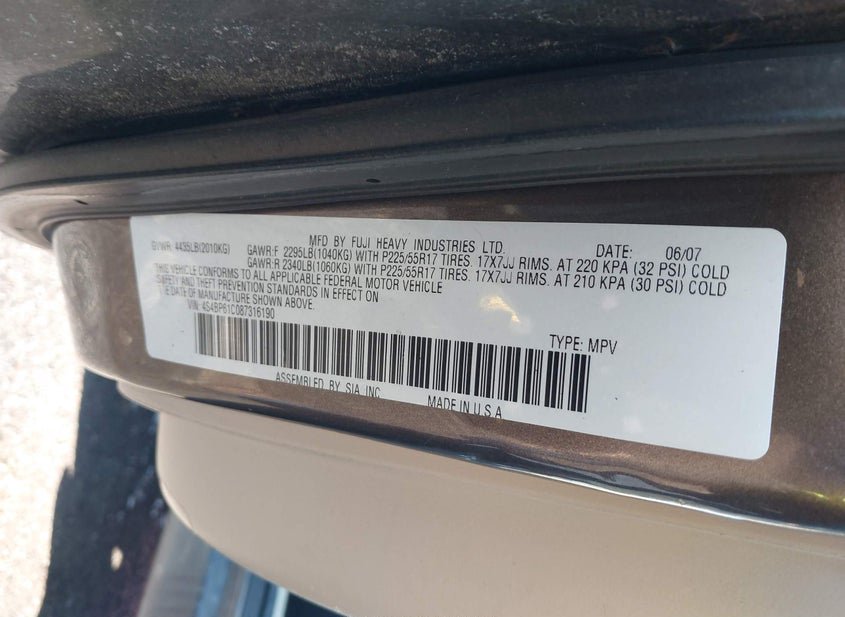 MFD BY FUJI HEAVY INDUSTRIES LTD. DATE: 06/07
GVWR: 4435LB(2010KG) GAWR:F 2295LB(1040KG) WITH P225/55R17 TIRES. 17X7JJ RIMS. AT 220 KPA (32 PSI) COLD
GAWR:R 2340LB(1060KG) WITH P225/55R17 TIRES. 17X7JJ RIMS. AT 210 KPA (30 PSI) COLD
THIS VEHICLE CONFORMS TO ALL APPLICABLE FEDERAL MOTOR VEHICLE
SAFETY AND THEFT PREVENTION STANDARDS IN EFFECT ON
THE DATE OF MANUFACTURE SHOWN ABOVE.
VIN: 4S4BP61C087316190 TYPE: MPV
ASSEMBLED BY SIA, INC. MADE IN U.S.A